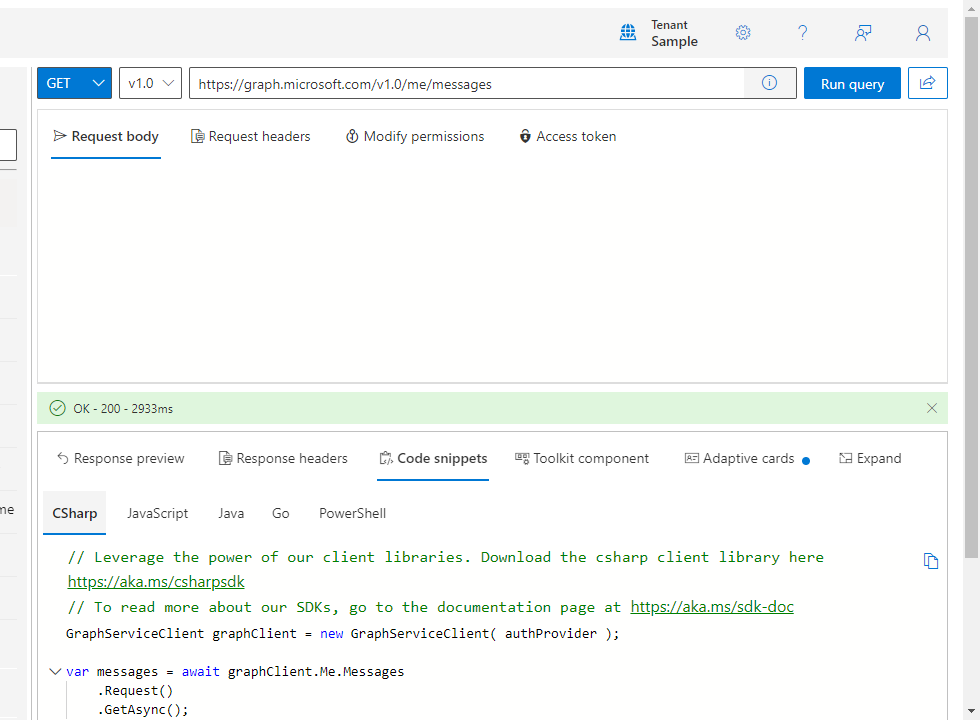 Tenant
Sample
GET v1.0 https://graph.microsoft.com/v1.0/me/messages Run query
Request body Request headers Modify permissions Access token
OK - 200 - 2933ms
Response preview Response headers Code snippets Toolkit component Adaptive cards Expand
me
CSharp JavaScript Java Go PowerShell
// Leverage the power of our client libraries. Download the csharp client library here
https://aka.ms/csharpsdk
// To read more about our SDKs, go to the documentation page at https://aka.ms/sdk-doc
GraphServiceClient graphClient = new GraphServiceClient( authProvider );
var messages = await graphClient.Me.Messages
.Request()
.GetAsync();